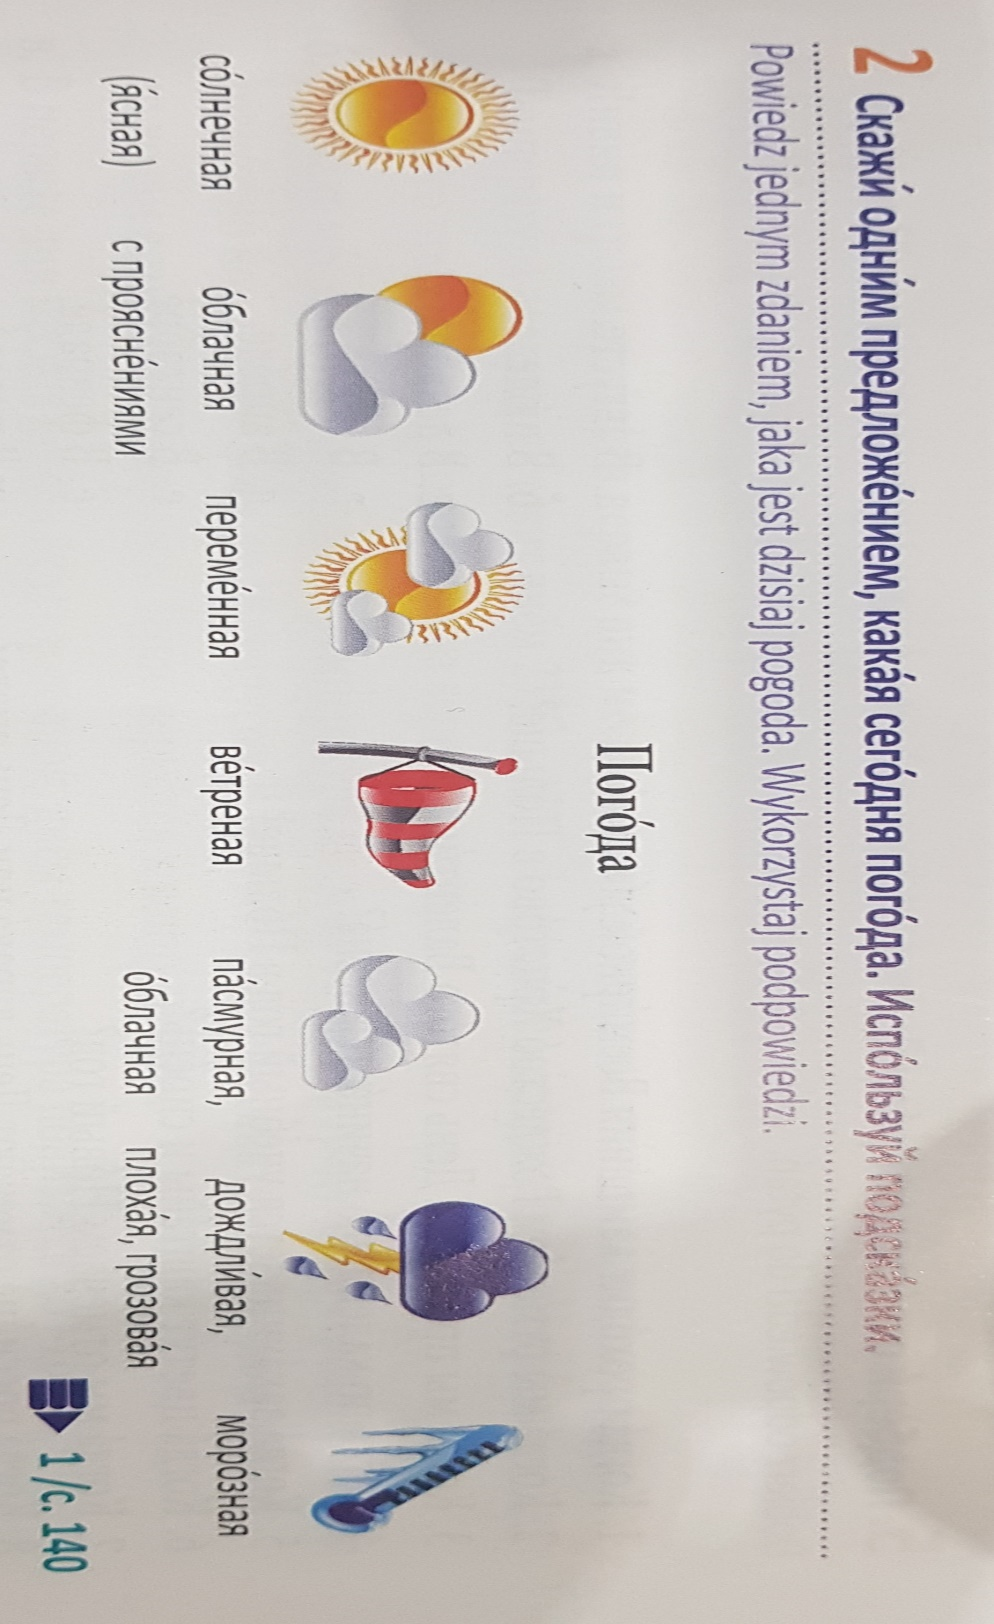 2 Скажи́ одни́м предложе́нием, кака́я сего́дня пого́да. Испо́льзуй подска́зки.
Powiedz jednym zdaniem, jaka jest dzisiaj pogoda. Wykorzystaj podpowiedzi.
Пого́да
со́лнечная о́блачная переме́нная ве́треная па́смурная, дождли́вая, моро́зная
(я́сная) с проясне́ниями о́блачная плоха́я, грозова́я
1/с. 140